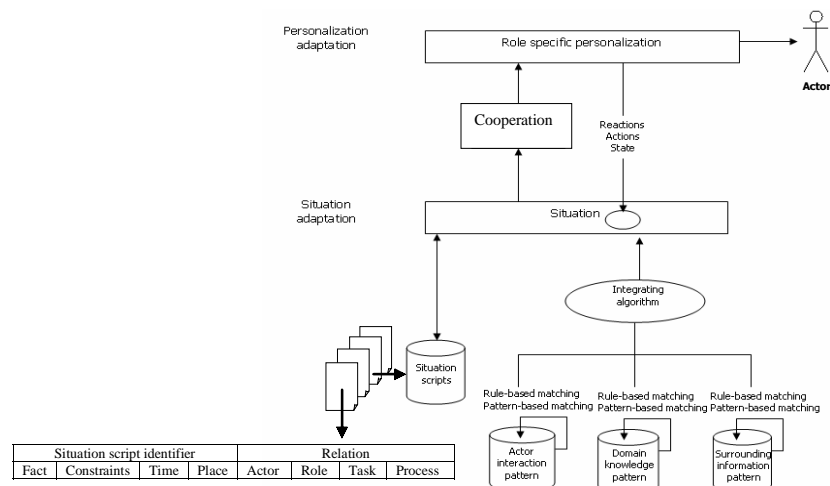 Personalization
adaptation
Role specific personalization
Actor
Cooperation
Reactions
Actions
State
Situation
adaptation
Situation
Integrating
algorithm
Situation
scripts
Rule-based matching
Pattern-based matching
Rule-based matching
Pattern-based matching
Rule-based matching
Pattern-based matching
Actor
interaction
pattern
Domain
knowledge
pattern
Surrounding
information
pattern
Situation script identifier Relation
Fact Constraints Time Place Actor Role Task Process